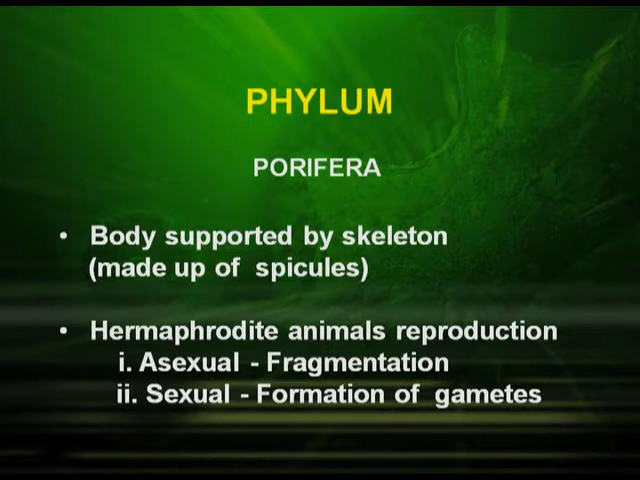 PHYLUM
PORIFERA
• Body supported by skeleton
(made up of spicules)
• Hermaphrodite animals reproduction
i. Asexual - Fragmentation
ii. Sexual - Formation of gametes